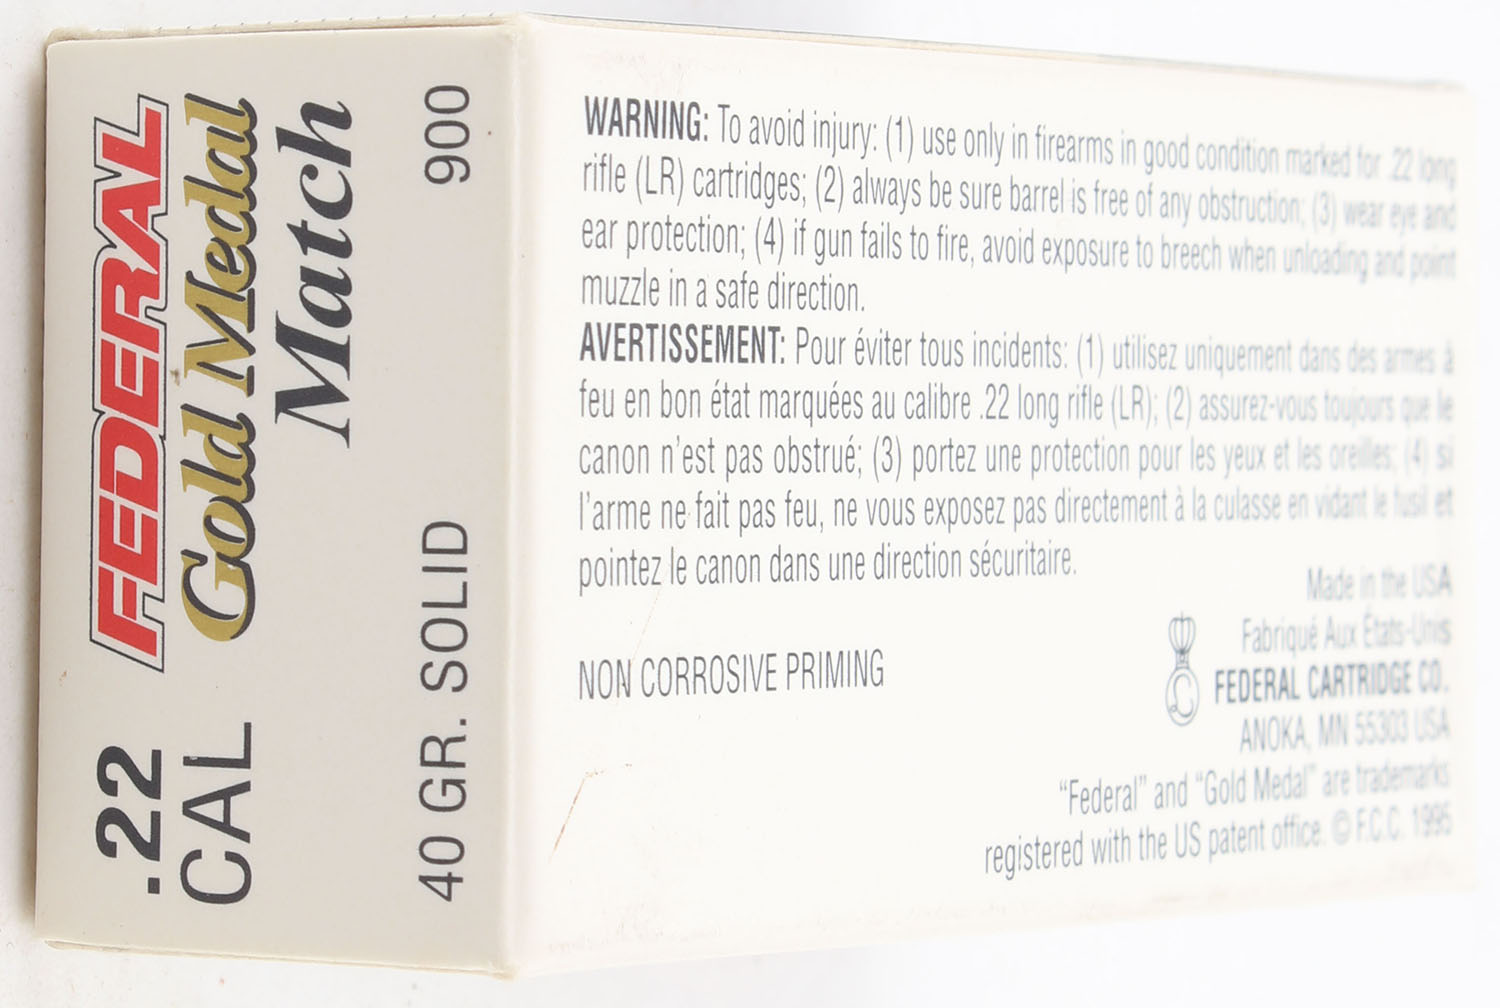 .22
CAL
FEDERAL
Gold Medal
Match
40 GR. SOLID 900
WARNING: To avoid injury: (1) use only in firearms in good condition marked for .22 long
rifle (LR) cartridges; (2) always be sure barrel is free of any obstruction; (3) wear eye and
ear protection; (4) if gun fails to fire, avoid exposure to breech when unloading and point
muzzle in a safe direction.
AVERTISSEMENT: Pour éviter tous incidents: (1) utilisez uniquement dans des armes à
feu en bon état marquées au calibre .22 long rifle (LR); (2) assurez-vous toujours que le
canon n'est pas obstrué; (3) portez une protection pour les yeux et les oreilles; (4) si
l'arme ne fait pas feu, ne vous exposez pas directement à la culasse en vidant le fusil et
pointez le canon dans une direction sécuritaire.
NON CORROSIVE PRIMING
Made in the USA
Fabriqué Aux États-Unis
FEDERAL CARTRIDGE CO.
ANOKA, MN 55303 USA
“Federal” and “Gold Medal” are trademarks
registered with the US patent office. © F.C.C. 1995